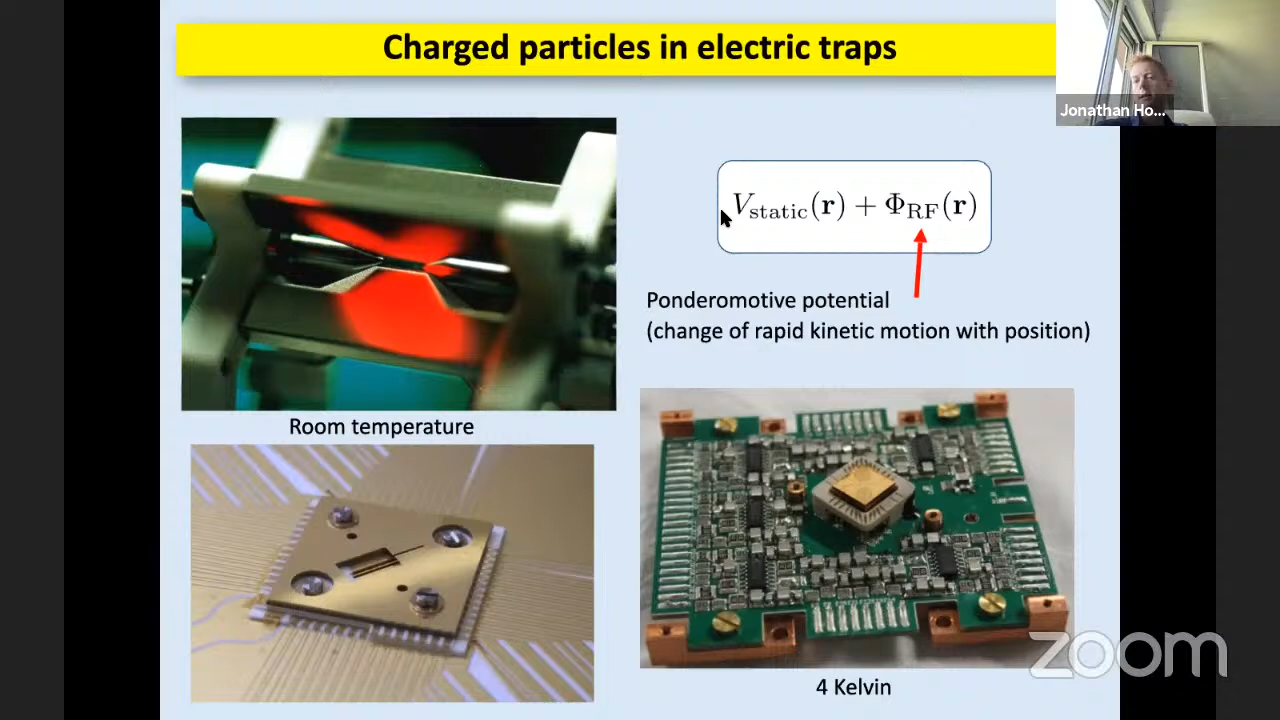 Charged particles in electric traps
Jonathan Ho...
V_static(r) + Φ_RF(r)
Ponderomotive potential
(change of rapid kinetic motion with position)
Room temperature
4 Kelvin
zoom